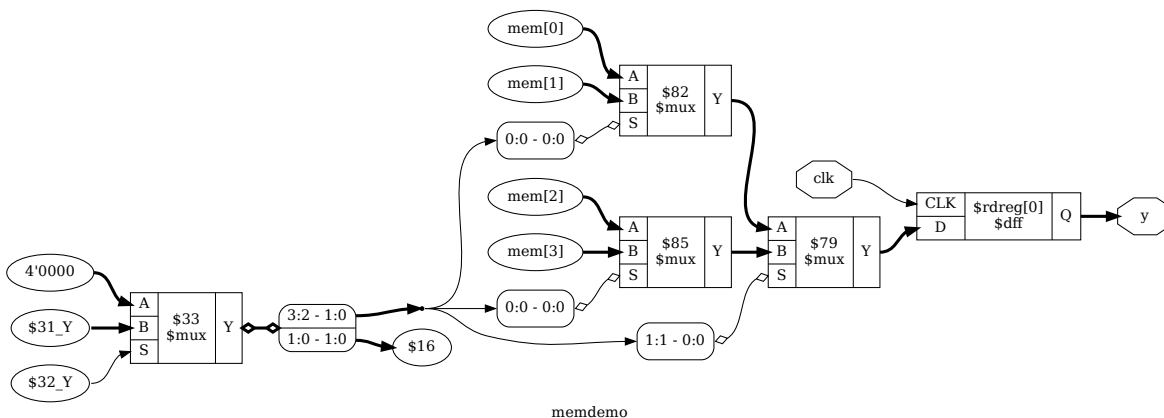 mem[0]
mem[1]
A
B
S
$82
$mux
Y
0:0 - 0:0
mem[2]
mem[3]
A
B
S
$85
$mux
Y
0:0 - 0:0
A
B
S
$79
$mux
Y
1:1 - 0:0
clk
CLK
D
$rdreg[0]
$dff
Q
y
4'0000
$31_Y
$32_Y
A
B
S
$33
$mux
Y
3:2 - 1:0
1:0 - 1:0
$16
memdemo